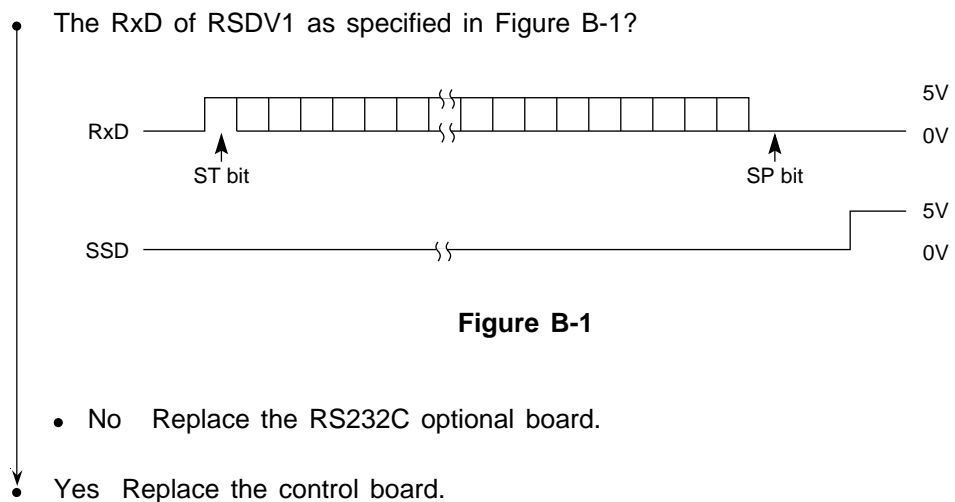 The RxD of RSDV1 as specified in Figure B-1?
5V
RxD
0V
ST bit
SP bit
5V
SSD
0V
Figure B-1
• No Replace the RS232C optional board.
• Yes Replace the control board.